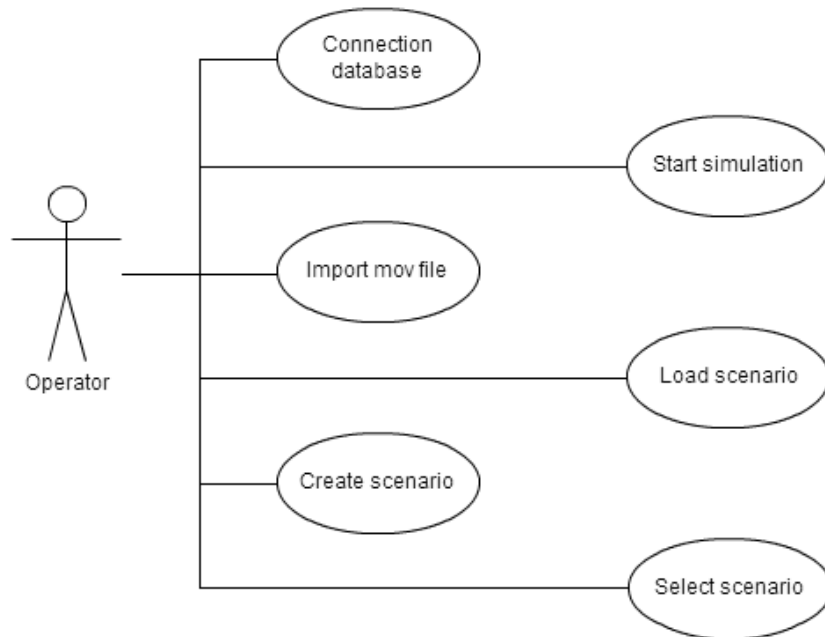 Connection
database
Start simulation
Import mov file
Operator
Load scenario
Create scenario
Select scenario